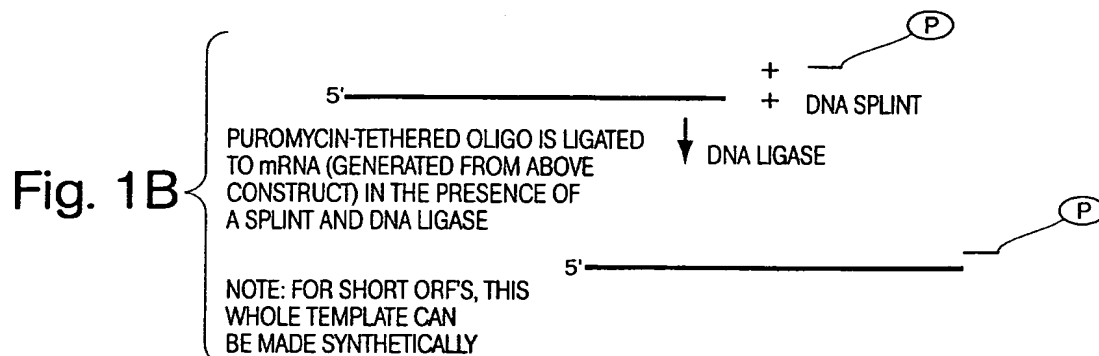 P
+
5' + DNA SPLINT
PUROMYCIN-TETHERED OLIGO IS LIGATED
TO mRNA (GENERATED FROM ABOVE
CONSTRUCT) IN THE PRESENCE OF
A SPLINT AND DNA LIGASE
DNA LIGASE
Fig. 1B
P
5'
NOTE: FOR SHORT ORF'S, THIS
WHOLE TEMPLATE CAN
BE MADE SYNTHETICALLY